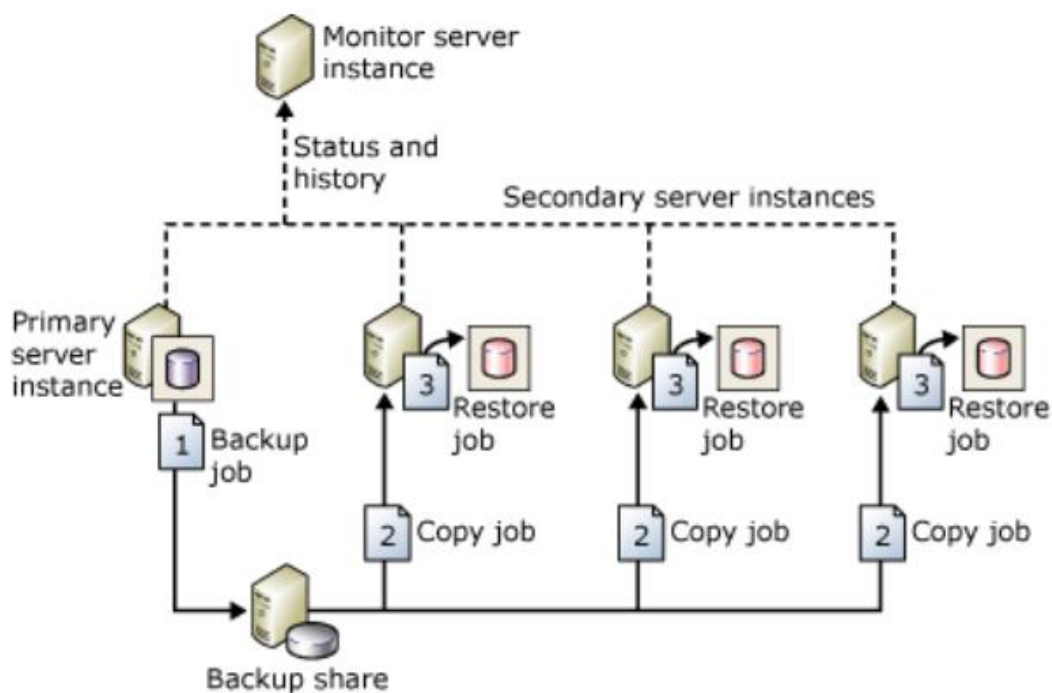 Monitor server
instance
Status and
history
Secondary server instances
Primary
server
instance
1
Backup
job
3
Restore
job
3
Restore
job
3
Restore
job
2
Copy job
2
Copy job
2
Copy job
Backup share